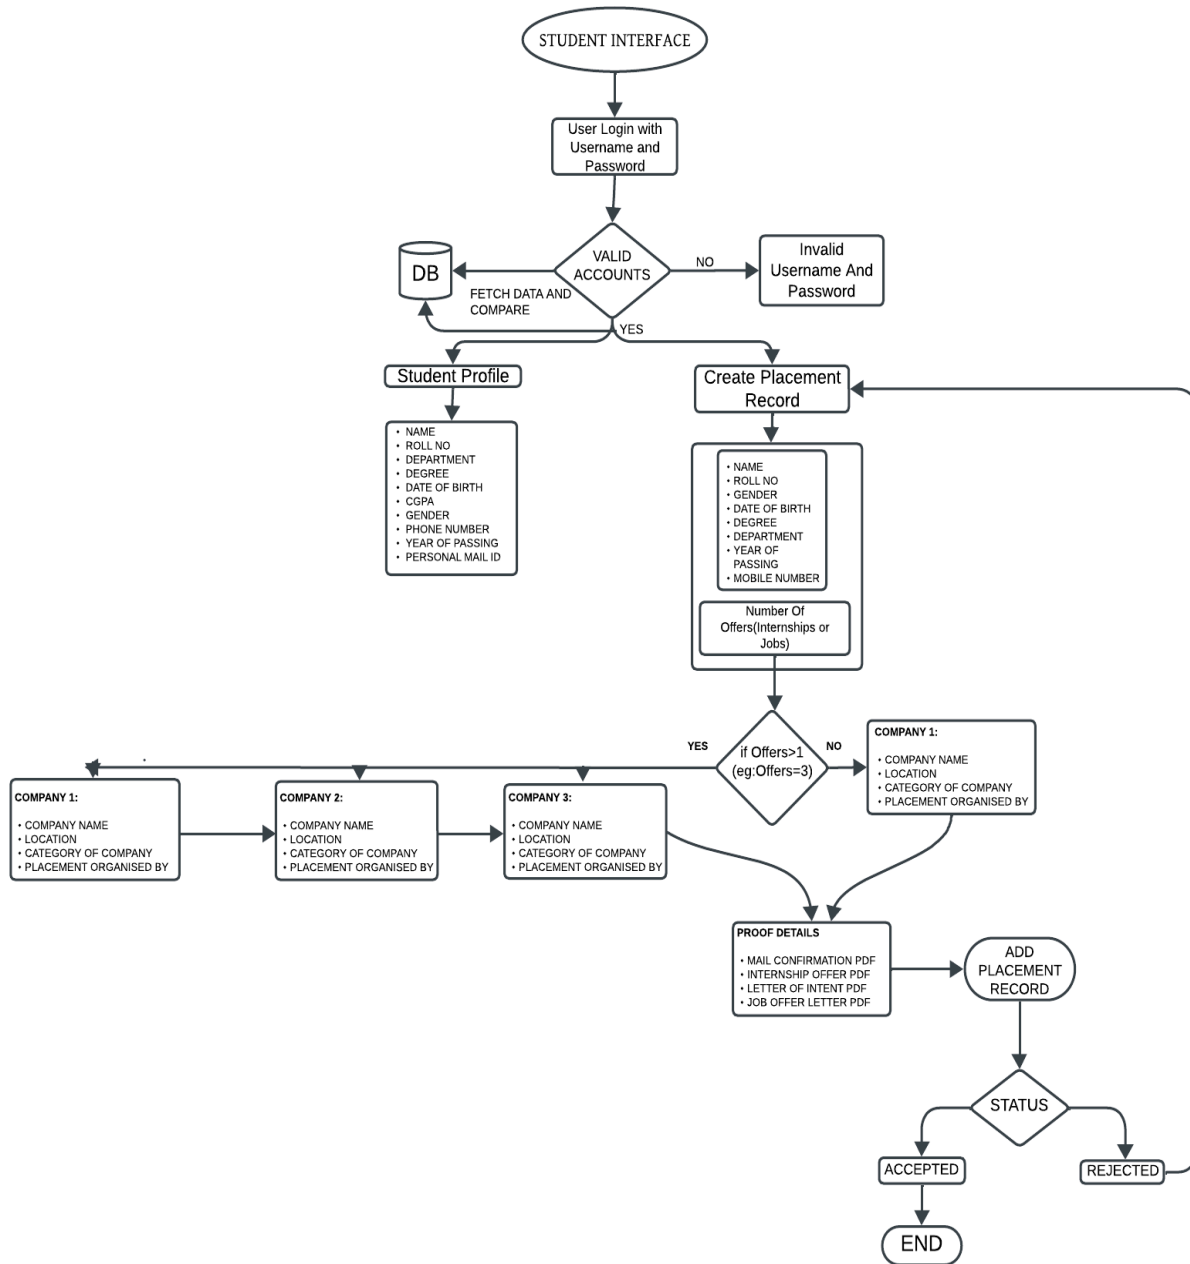 STUDENT INTERFACE
User Login with
Username and
Password
VALID
ACCOUNTS
NO
Invalid
Username And
Password
DB
FETCH DATA AND
COMPARE
YES
Student Profile
• NAME
• ROLL NO
• DEPARTMENT
• DEGREE
• DATE OF BIRTH
• CGPA
• GENDER
• PHONE NUMBER
• YEAR OF PASSING
• PERSONAL MAIL ID
Create Placement
Record
• NAME
• ROLL NO
• GENDER
• DATE OF BIRTH
• DEGREE
• DEPARTMENT
• YEAR OF
PASSING
• MOBILE NUMBER
Number Of
Offers(Internships or
Jobs)
if Offers>1
(eg:Offers=3)
YES
NO
COMPANY 1:
• COMPANY NAME
• LOCATION
• CATEGORY OF COMPANY
• PLACEMENT ORGANISED BY
COMPANY 2:
• COMPANY NAME
• LOCATION
• CATEGORY OF COMPANY
• PLACEMENT ORGANISED BY
COMPANY 3:
• COMPANY NAME
• LOCATION
• CATEGORY OF COMPANY
• PLACEMENT ORGANISED BY
COMPANY 1:
• COMPANY NAME
• LOCATION
• CATEGORY OF COMPANY
• PLACEMENT ORGANISED BY
PROOF DETAILS
• MAIL CONFIRMATION PDF
• INTERNSHIP OFFER PDF
• LETTER OF INTENT PDF
• JOB OFFER LETTER PDF
ADD
PLACEMENT
RECORD
STATUS
ACCEPTED
REJECTED
END